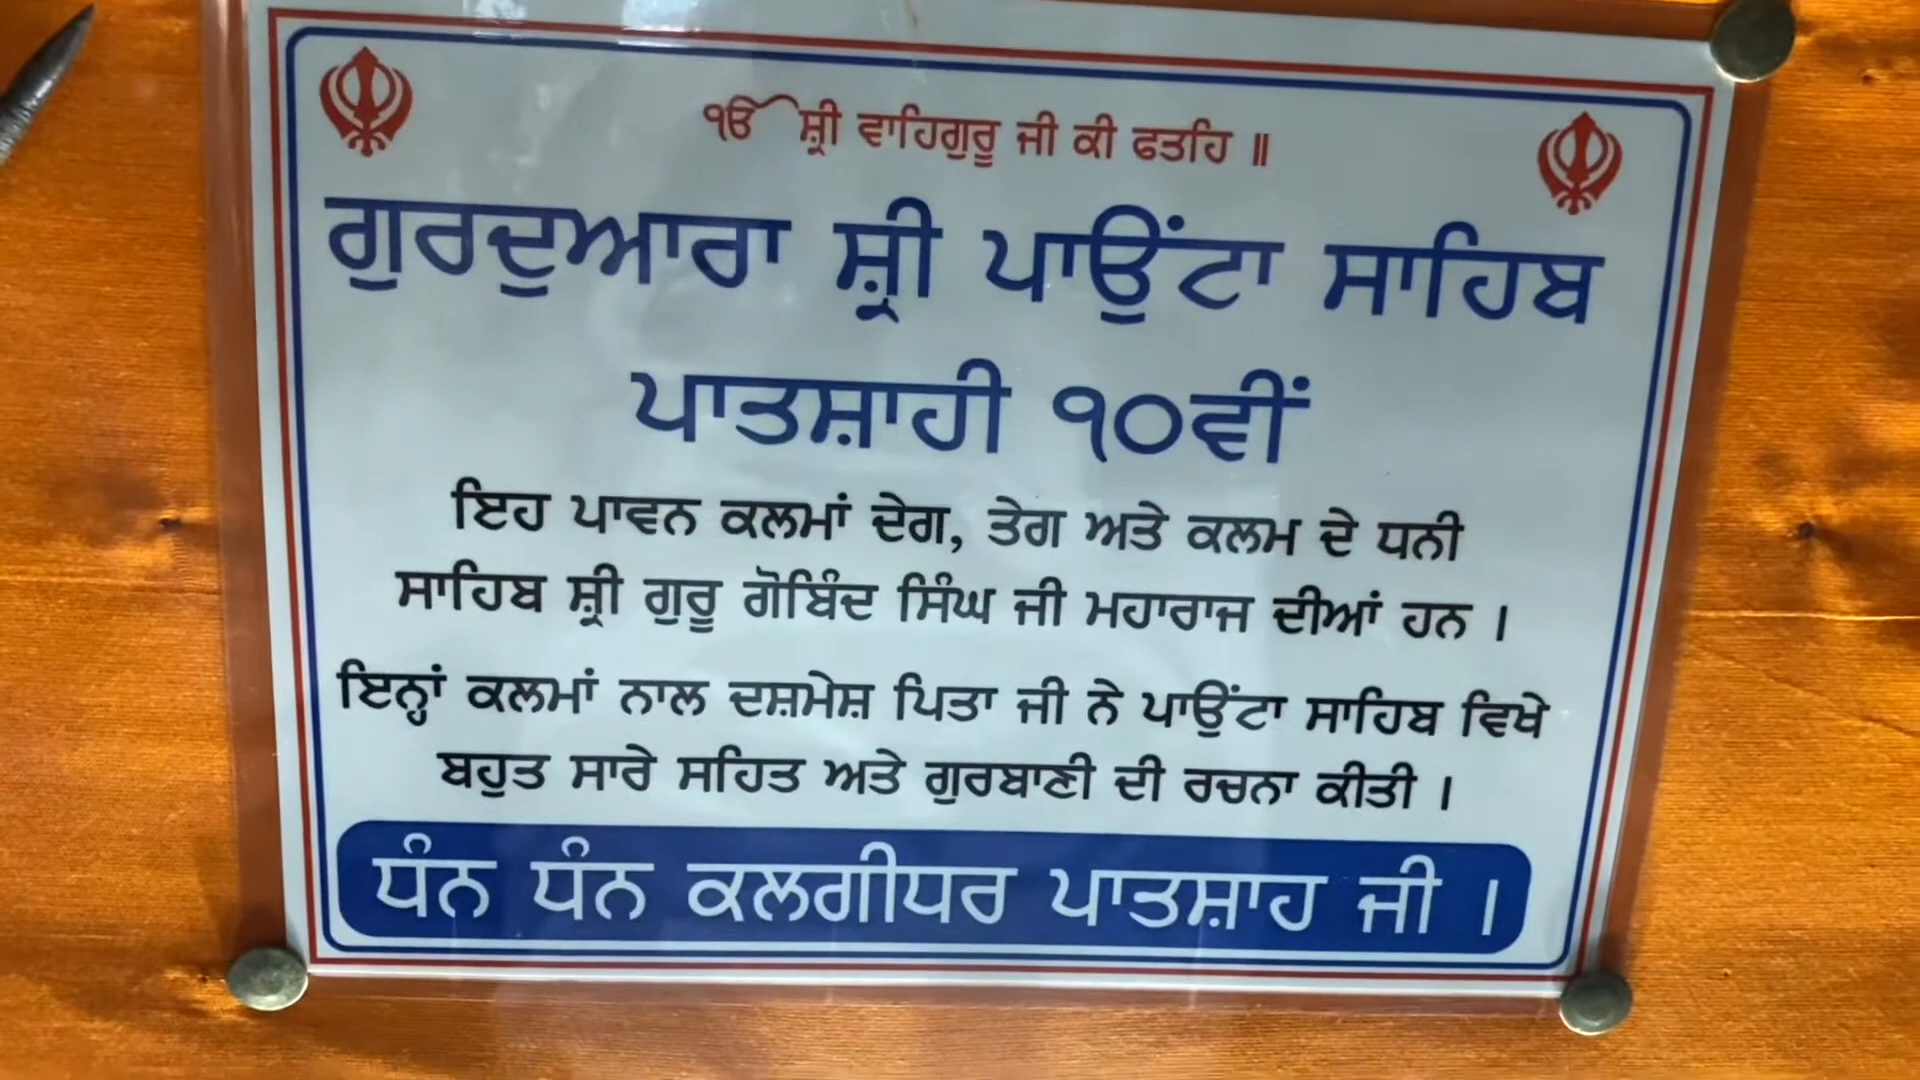 ੴ ਸ਼੍ਰੀ ਵਾਹਿਗੁਰੂ ਜੀ ਕੀ ਫਤਹਿ ॥
ਗੁਰਦੁਆਰਾ ਸ਼੍ਰੀ ਪਾਉਂਟਾ ਸਾਹਿਬ
ਪਾਤਸ਼ਾਹੀ ੧੦ਵੀਂ
ਇਹ ਪਾਵਨ ਕਲਮਾਂ ਦੇਗ, ਤੇਗ ਅਤੇ ਕਲਮ ਦੇ ਧਨੀ
ਸਾਹਿਬ ਸ਼੍ਰੀ ਗੁਰੂ ਗੋਬਿੰਦ ਸਿੰਘ ਜੀ ਮਹਾਰਾਜ ਦੀਆਂ ਹਨ ।
ਇਨ੍ਹਾਂ ਕਲਮਾਂ ਨਾਲ ਦਸ਼ਮੇਸ਼ ਪਿਤਾ ਜੀ ਨੇ ਪਾਉਂਟਾ ਸਾਹਿਬ ਵਿਖੇ
ਬਹੁਤ ਸਾਰੇ ਸਹਿਤ ਅਤੇ ਗੁਰਬਾਣੀ ਦੀ ਰਚਨਾ ਕੀਤੀ ।
ਧੰਨ ਧੰਨ ਕਲਗੀਧਰ ਪਾਤਸ਼ਾਹ ਜੀ ।